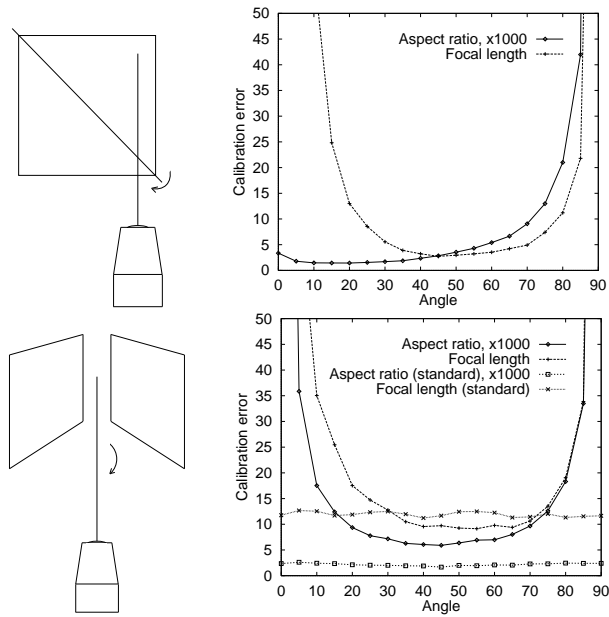 50
45
40
35
30
25
20
15
10
5
0
Calibration error
Aspect ratio, x1000
Focal length
0 10 20 30 40 50 60 70 80 90
Angle
50
45
40
35
30
25
20
15
10
5
0
Calibration error
Aspect ratio, x1000
Focal length
Aspect ratio (standard), x1000
Focal length (standard)
0 10 20 30 40 50 60 70 80 90
Angle